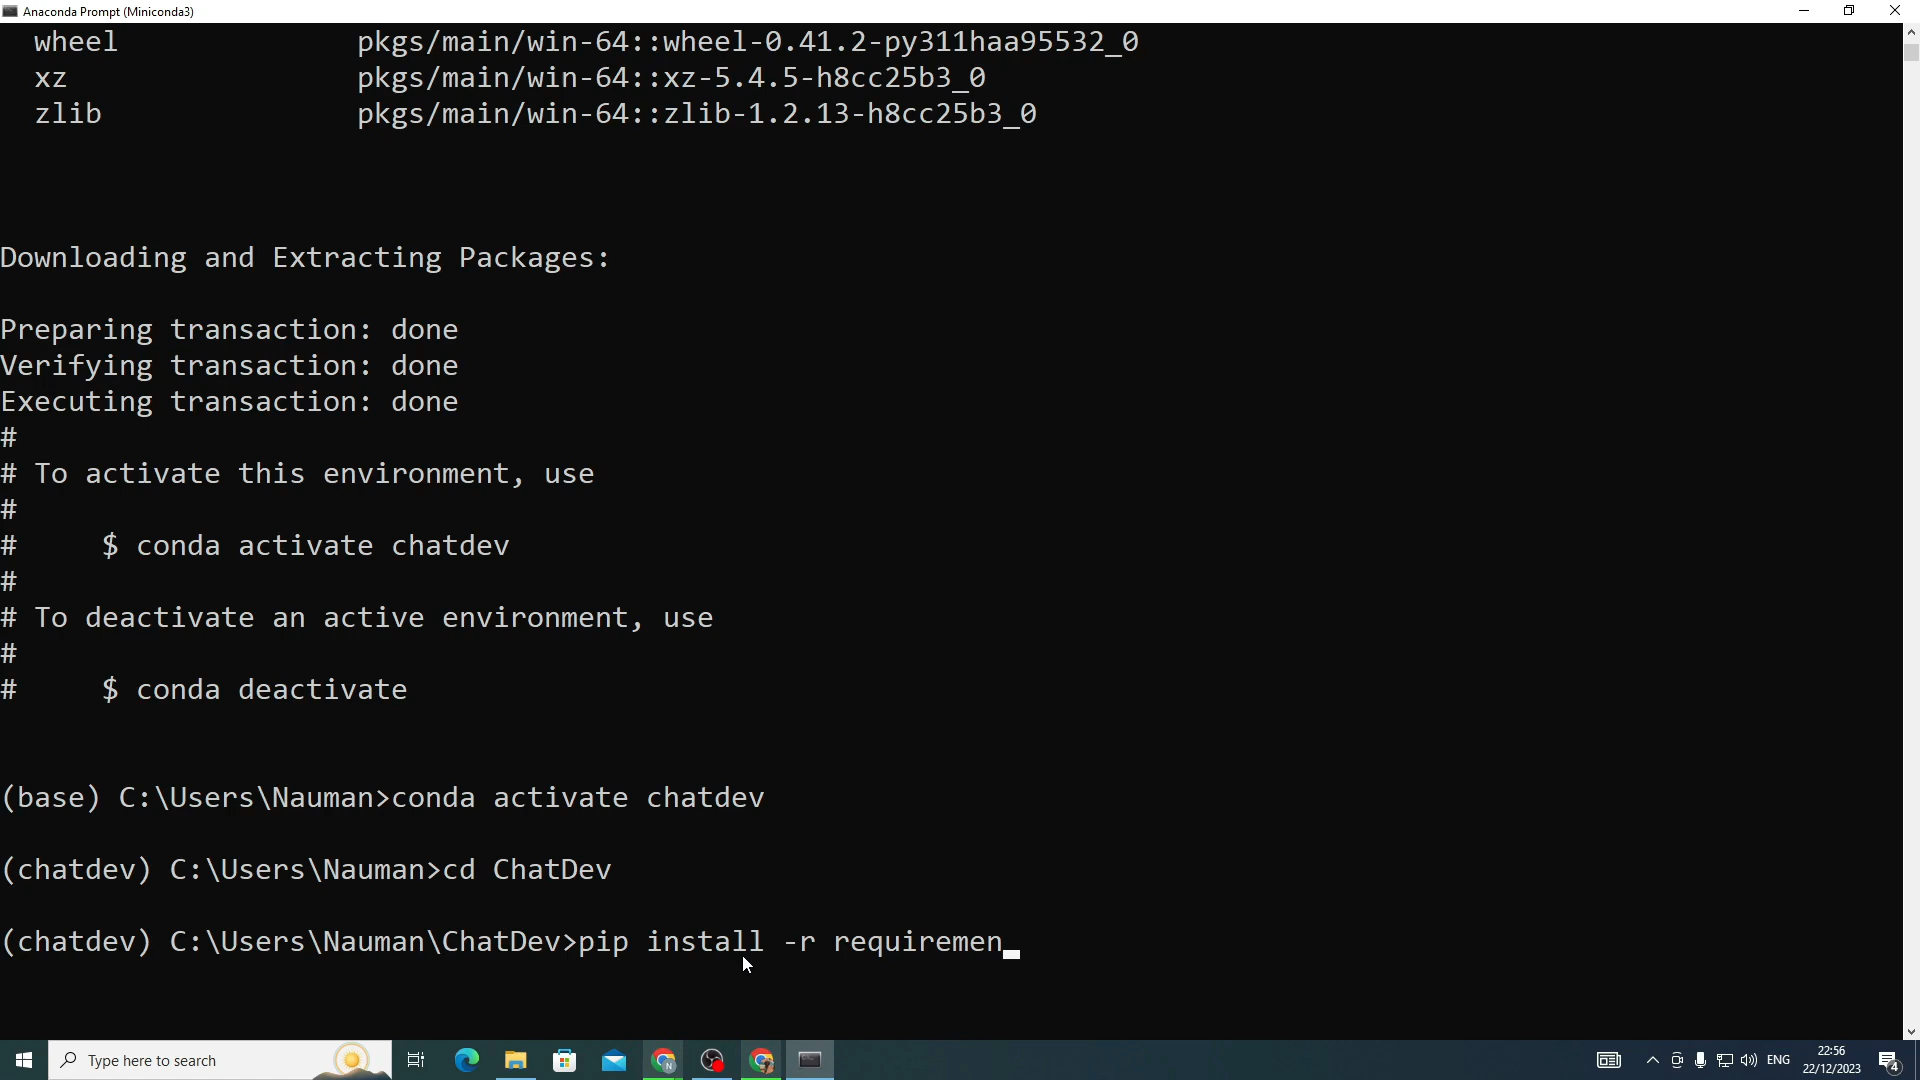 Anaconda Prompt (Miniconda3)
wheel pkgs/main/win-64::wheel-0.41.2-py311haa95532_0
xz pkgs/main/win-64::xz-5.4.5-h8cc25b3_0
zlib pkgs/main/win-64::zlib-1.2.13-h8cc25b3_0
Downloading and Extracting Packages:
Preparing transaction: done
Verifying transaction: done
Executing transaction: done
#
# To activate this environment, use
#
#     $ conda activate chatdev
#
# To deactivate an active environment, use
#
#     $ conda deactivate
(base) C:\Users\Nauman>conda activate chatdev
(chatdev) C:\Users\Nauman>cd ChatDev
(chatdev) C:\Users\Nauman\ChatDev>pip install -r requiremen
Type here to search
N
ENG
22:56
22/12/2023
4